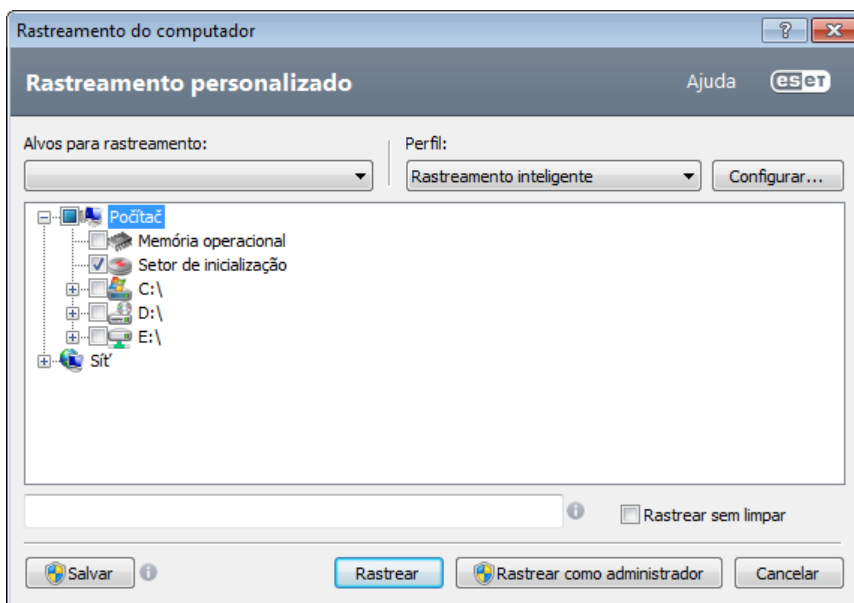 Rastreamento do computador
Rastreamento personalizado
Ajuda
eset
Alvos para rastreamento:
Perfil:
Rastreamento inteligente
Configurar...
Počítač
Memória operacional
Setor de inicialização
C:\
D:\
E:\
Síť
Rastrear sem limpar
Salvar
Rastrear
Rastrear como administrador
Cancelar